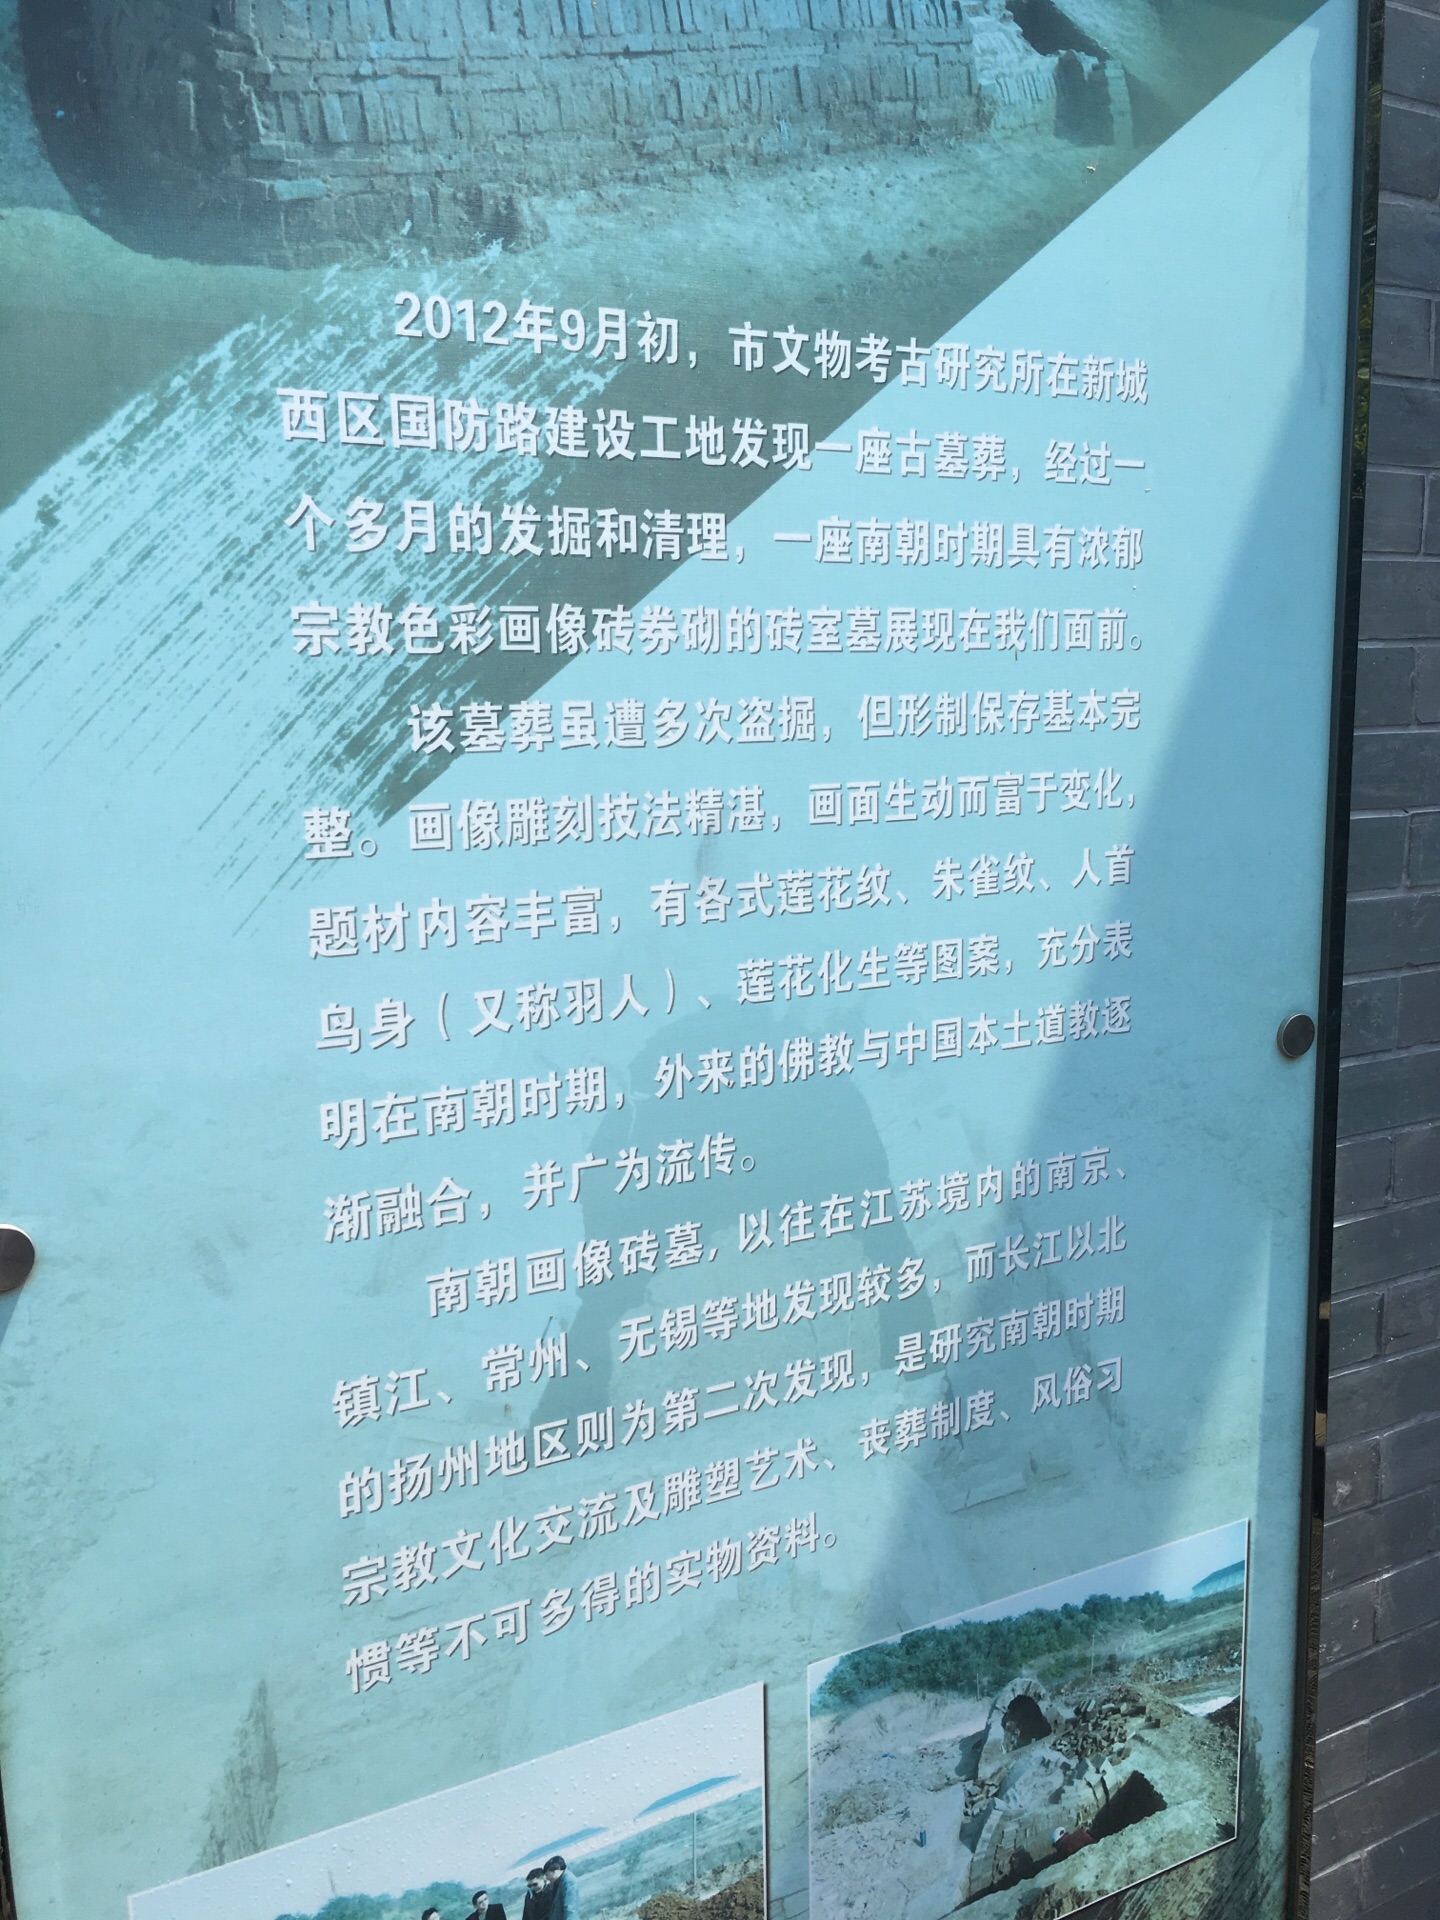 2012年9月初，市文物考古研究所在新城
西区国防路建设工地发现一座古墓葬，经过一
个多月的发掘和清理，一座南朝时期具有浓郁
宗教色彩画像砖券砌的砖室墓展现在我们面前。
该墓葬虽遭多次盗掘，但形制保存基本完
整。画像雕刻技法精湛，画面生动而富于变化，
题材内容丰富，有各式莲花纹、朱雀纹、人首
鸟身（又称羽人）、莲花化生等图案，充分表
明在南朝时期，外来的佛教与中国本土道教逐
渐融合，并广为流传。
南朝画像砖墓，以往在江苏境内的南京、
镇江、常州、无锡等地发现较多，而长江以北
的扬州地区则为第二次发现，是研究南朝时期
宗教文化交流及雕塑艺术、丧葬制度、风俗习
惯等不可多得的实物资料。